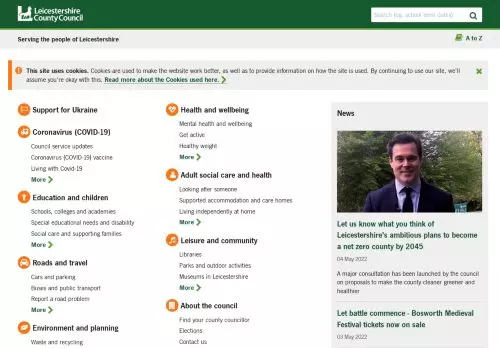 Leicestershire
County Council
Search (eg, school term dates)
Serving the people of Leicestershire
A to Z
This site uses cookies. Cookies are used to make the website work better, as well as to provide information on how the site is used. By continuing to use our site, we'll
assume you're okay with this. Read more about the Cookies used here.
Support for Ukraine
Coronavirus (COVID-19)
Council service updates
Coronavirus (COVID-19) vaccine
Living with Covid-19
More
Education and children
Schools, colleges and academies
Special educational needs and disability
Social care and supporting families
More
Roads and travel
Cars and parking
Buses and public transport
Report a road problem
More
Environment and planning
Waste and recycling
Health and wellbeing
Mental health and wellbeing
Get active
Healthy weight
More
Adult social care and health
Looking after someone
Supported accommodation and care homes
Living independently at home
More
Leisure and community
Libraries
Parks and outdoor activities
Museums in Leicestershire
More
About the council
Find your county councillor
Elections
Contact us
News
Let us know what you think of
Leicestershire's ambitious plans to become
a net zero county by 2045
04 May 2022
A major consultation has been launched by the council
on proposals to make the county cleaner greener and
healthier
Let battle commence - Bosworth Medieval
Festival tickets now on sale
03 May 2022